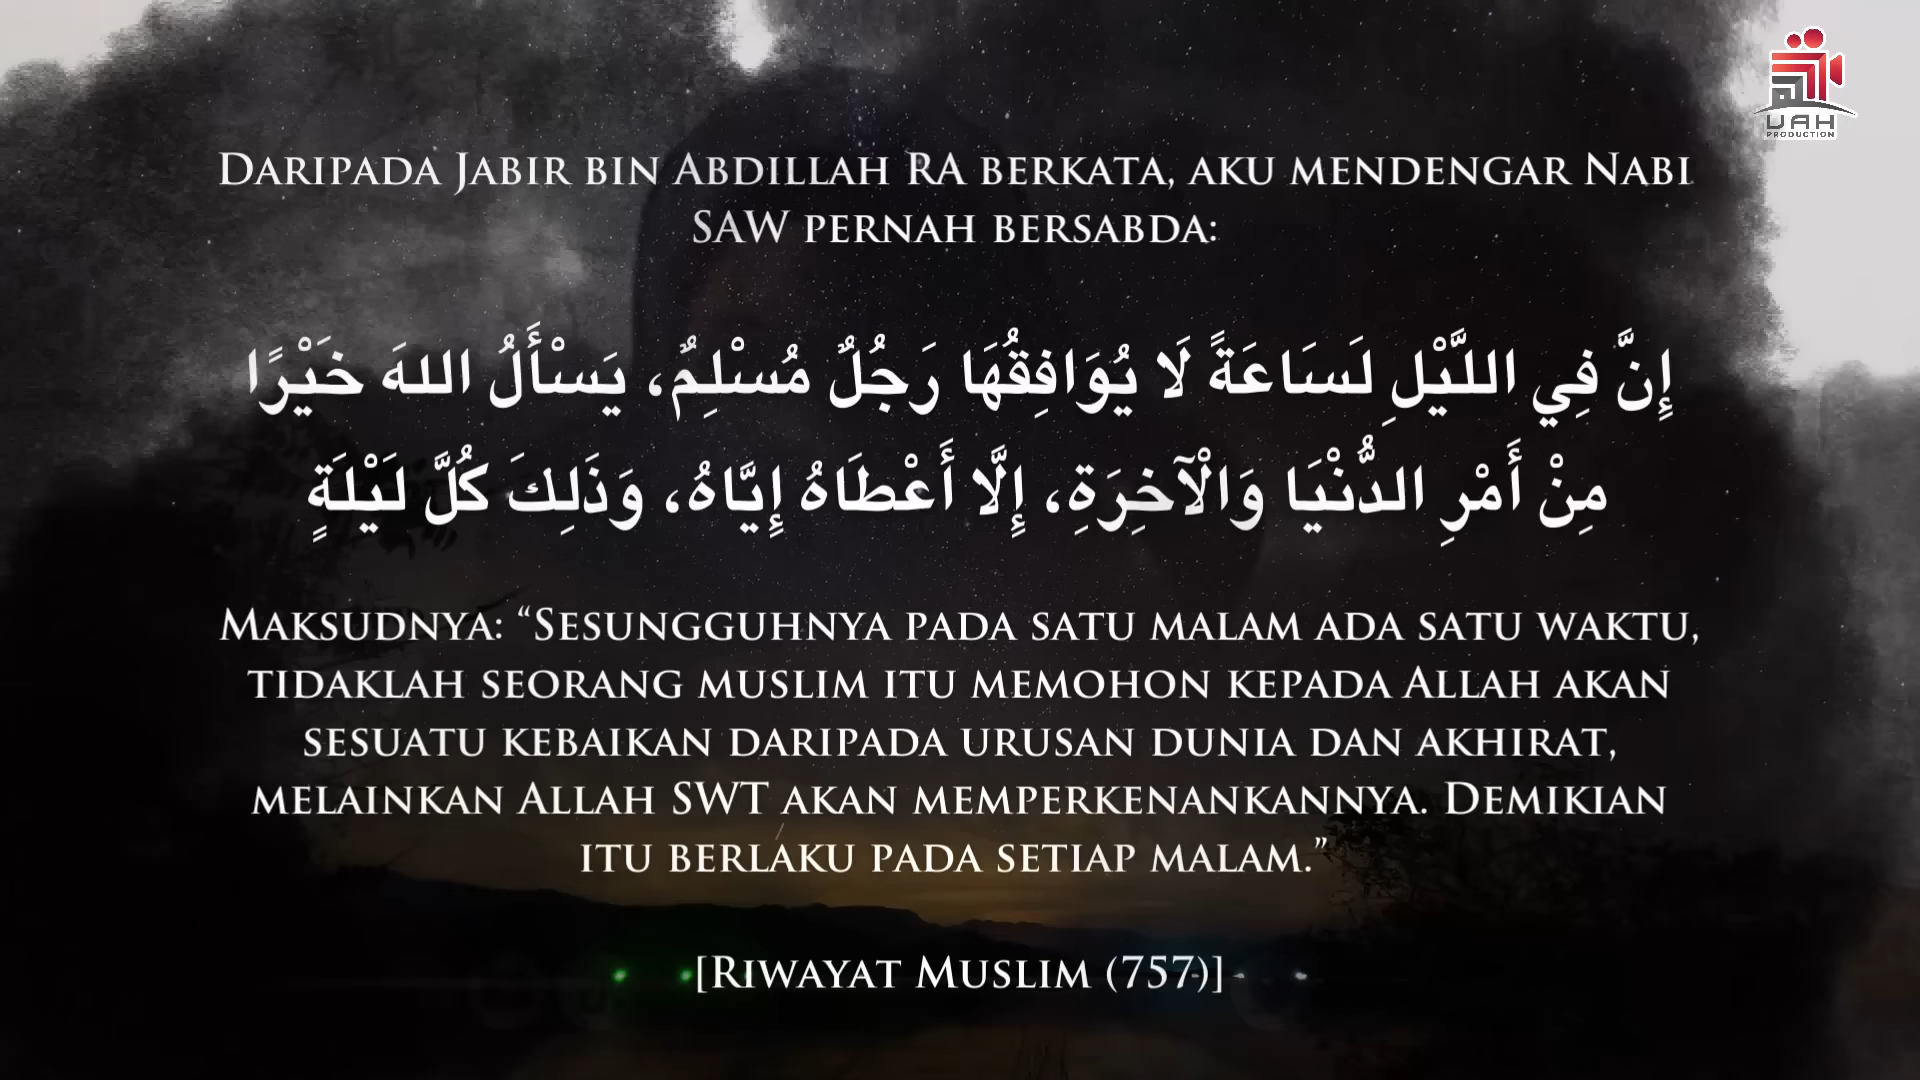 UAH
PRODUCTION
Daripada Jabir bin Abdillah RA berkata, aku mendengar Nabi
SAW pernah bersabda:
إِنَّ فِي اللَّيْلِ لَسَاعَةً لَا يُوَافِقُهَا رَجُلٌ مُسْلِمٌ، يَسْأَلُ اللهَ خَيْرًا
مِنْ أَمْرِ الدُّنْيَا وَالْآخِرَةِ، إِلَّا أَعْطَاهُ إِيَّاهُ، وَذَلِكَ كُلَّ لَيْلَةٍ
Maksudnya: “Sesungguhnya pada satu malam ada satu waktu,
tidaklah seorang muslim itu memohon kepada Allah akan
sesuatu kebaikan daripada urusan dunia dan akhirat,
melainkan Allah SWT akan memperkenankannya. Demikian
itu berlaku pada setiap malam.”
[Riwayat Muslim (757)]